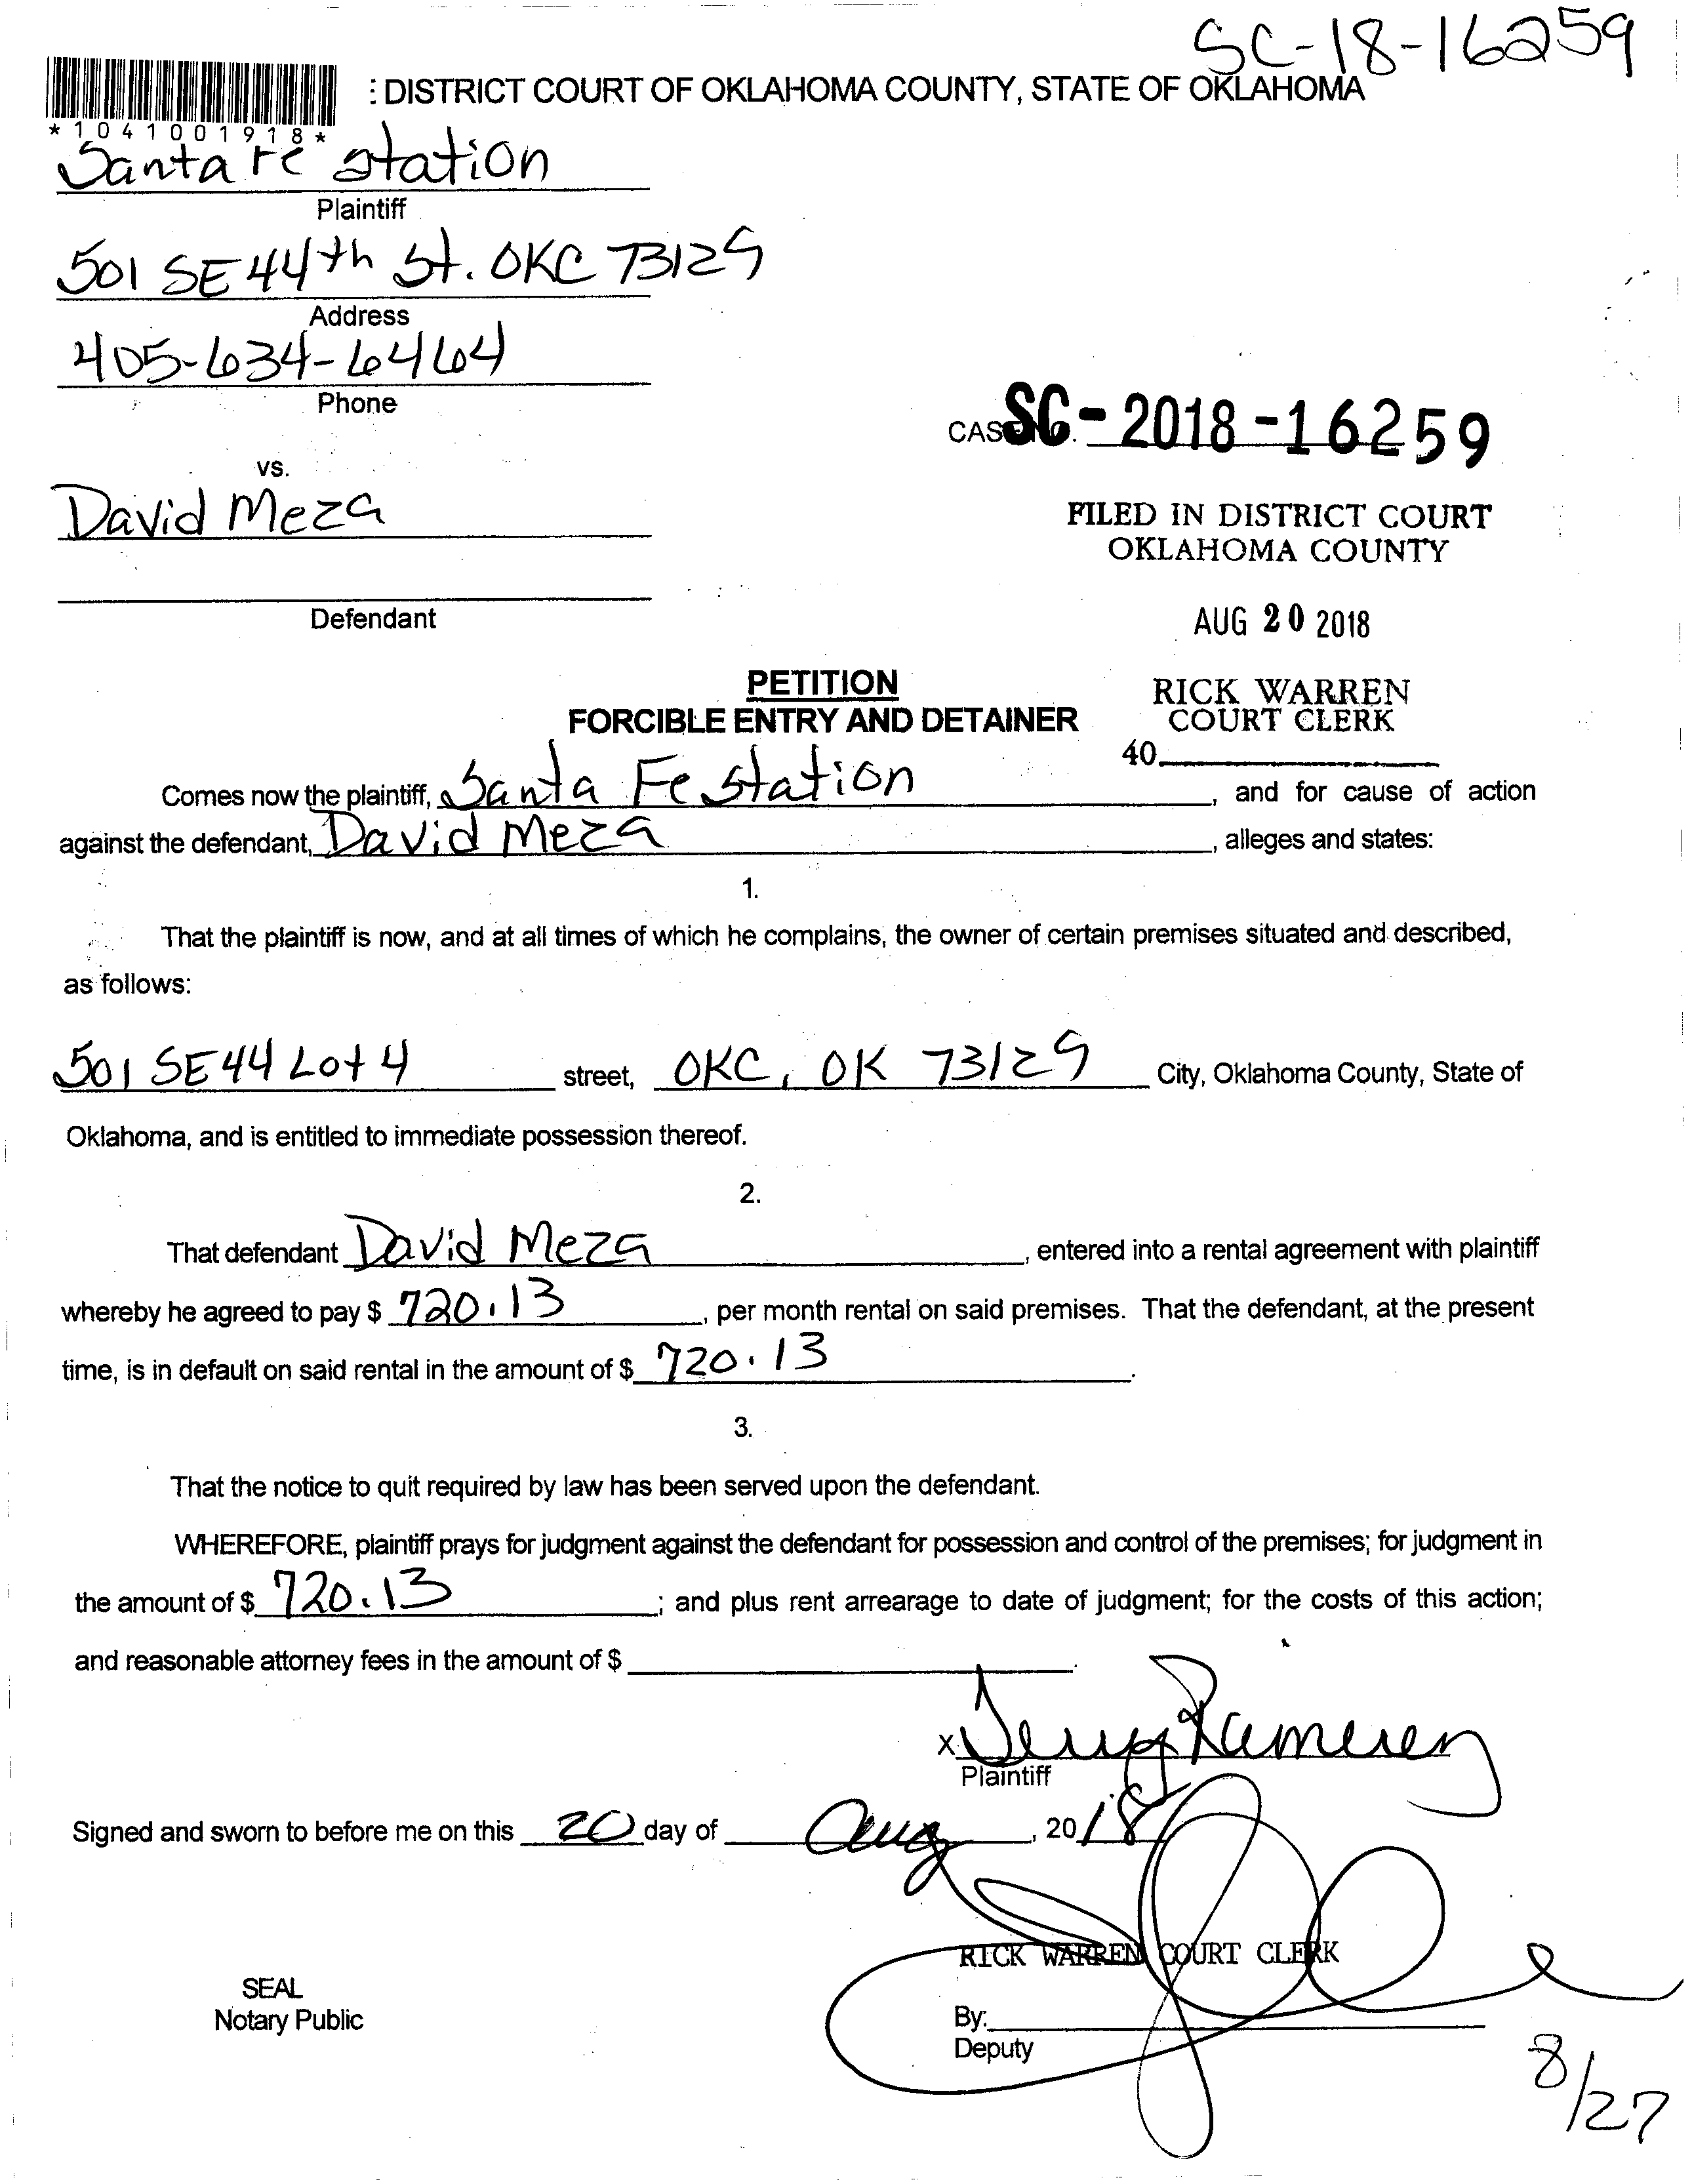 SC-18-16259
: DISTRICT COURT OF OKLAHOMA COUNTY, STATE OF OKLAHOMA
*1041001918*
Santa Fe Station
Plaintiff
501 SE 44th St. OKC 73129
Address
405-634-6464
Phone
CASE NO. SC-2018-16259
vs.
David Meza
FILED IN DISTRICT COURT
OKLAHOMA COUNTY
Defendant
AUG 20 2018
PETITION
FORCIBLE ENTRY AND DETAINER
RICK WARREN
COURT CLERK
40
Comes now the plaintiff, Santa Fe Station, and for cause of action
against the defendant, David Meza, alleges and states:
1.
That the plaintiff is now, and at all times of which he complains, the owner of certain premises situated and described,
as follows:
501 SE 44 Lot 4 street, OKC, OK 73129 City, Oklahoma County, State of
Oklahoma, and is entitled to immediate possession thereof.
2.
That defendant David Meza, entered into a rental agreement with plaintiff
whereby he agreed to pay $ 720.13, per month rental on said premises. That the defendant, at the present
time, is in default on said rental in the amount of $ 720.13.
3.
That the notice to quit required by law has been served upon the defendant.
WHEREFORE, plaintiff prays for judgment against the defendant for possession and control of the premises; for judgment in
the amount of $ 720.13; and plus rent arrearage to date of judgment; for the costs of this action;
and reasonable attorney fees in the amount of $
X Ramirez
Plaintiff
Signed and sworn to before me on this 20 day of Aug, 2018
RICK WARREN COURT CLERK
SEAL
Notary Public
By:
Deputy
8/27